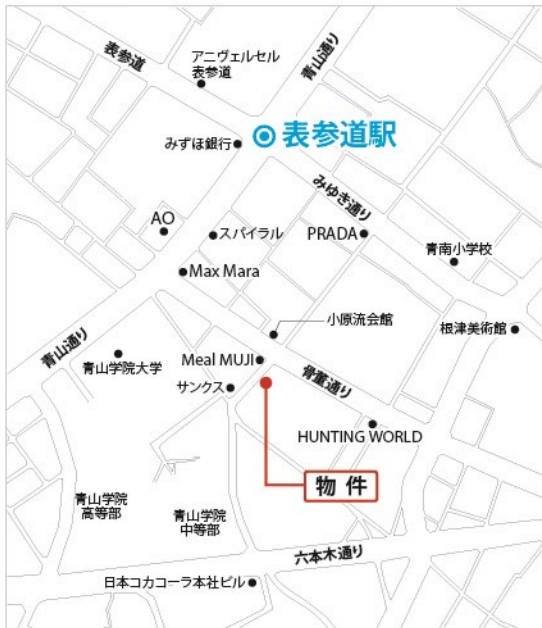 表参道
アニヴェルセル
表参道
青山通り
みずほ銀行
表参道駅
みゆき通り
AO
スパイラル
PRADA
青南小学校
Max Mara
小原流会館
根津美術館
青山通り
青山学院大学
Meal MUJI
骨董通り
サンクス
HUNTING WORLD
物件
青山学院
高等部
青山学院
中等部
六本木通り
日本コカコーラ本社ビル